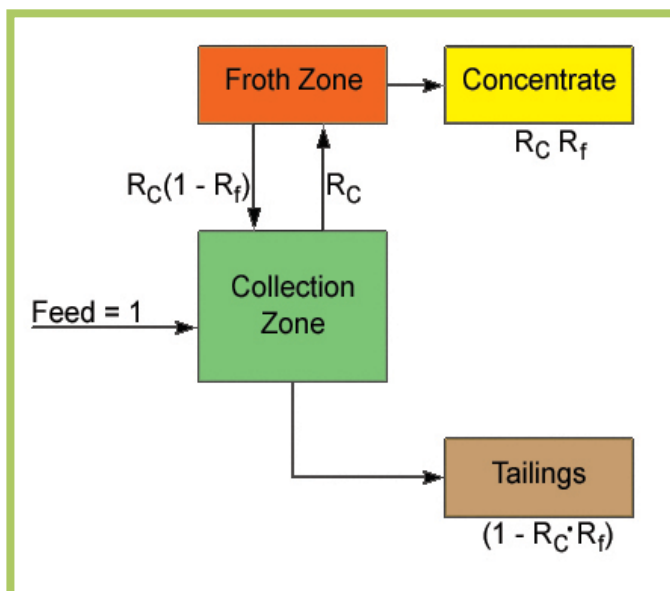 Froth Zone
Concentrate
R_C R_f
R_C(1 - R_f)
R_C
Collection
Zone
Feed = 1
Tailings
(1 - R_C·R_f)